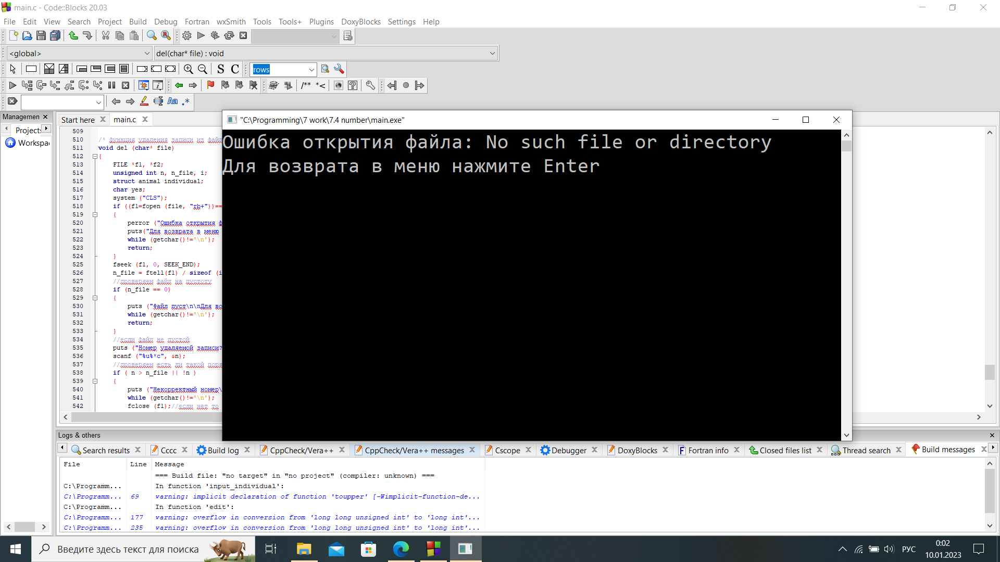 main.c - Code::Blocks 20.03
File Edit View Search Project Build Debug Fortran wxSmith Tools Tools+ Plugins DoxyBlocks Settings Help
<global> del(char* file) : void
S C rows
/** *<
Aa .*
Managemen
Projects
Workspa
Start here main.c
509
510 /* функция удаления записи из файл
511 void del (char* file)
512 {
513 FILE *f1, *f2;
514 unsigned int n, n_file, i;
515 struct animal individual;
516 char yes;
517 system ("CLS");
518 if ((f1=fopen (file, "rb+"))==
519 {
520 perror ("Ошибка открытия ф
521 puts("Для возврата в меню
522 while (getchar()!='\n');
523 return;
524 }
525 fseek (f1, 0, SEEK_END);
526 n_file = ftell(f1) / sizeof (i
527 //проверяем файл на пустоту
528 if (n_file == 0)
529 {
530 puts ("Файл пуст\n\nДля во
531 while (getchar()!='\n');
532 return;
533 }
534 //если файл не пустой
535 puts ("Номер удаляемой записи?
536 scanf ("%u%*c", &n);
537 //проверяем есть ли такой поря
538 if ( n > n_file || !n )
539 {
540 puts ("Некорректный номер\
541 while (getchar()!='\n');
542 fclose (f1);//если нет то
"C:\Programming\7 work\7.4 number\main.exe"
Ошибка открытия файла: No such file or directory
Для возврата в меню нажмите Enter
Logs & others
Search results Cccc Build log CppCheck/Vera++ CppCheck/Vera++ messages Cscope Debugger DoxyBlocks Fortran info Closed files list Thread search Build messages
File Line Message
=== Build file: "no target" in "no project" (compiler: unknown) ===
C:\Programm... In function 'input_individual':
C:\Programm... 69 warning: implicit declaration of function 'toupper' [-Wimplicit-function-de...
C:\Programm... In function 'edit':
C:\Programm... 177 warning: overflow in conversion from 'long long unsigned int' to 'long int'...
C:\Programm... 235 warning: overflow in conversion from 'long long unsigned int' to 'long int'...
Введите здесь текст для поиска
РУС
0:02
10.01.2023